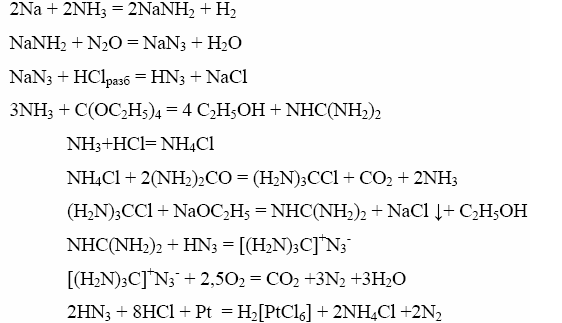 2Na + 2NH₃ = 2NaNH₂ + H₂
NaNH₂ + N₂O = NaN₃ + H₂O
NaN₃ + HCl_разб = HN₃ + NaCl
3NH₃ + C(OC₂H₅)₄ = 4 C₂H₅OH + NHC(NH₂)₂
NH₃+HCl= NH₄Cl
NH₄Cl + 2(NH₂)₂CO = (H₂N)₃CCl + CO₂ + 2NH₃
(H₂N)₃CCl + NaOC₂H₅ = NHC(NH₂)₂ + NaCl ↓+ C₂H₅OH
NHC(NH₂)₂ + HN₃ = [(H₂N)₃C]⁺N₃⁻
[(H₂N)₃C]⁺N₃⁻ + 2,5O₂ = CO₂ +3N₂ +3H₂O
2HN₃ + 8HCl + Pt = H₂[PtCl₆] + 2NH₄Cl +2N₂